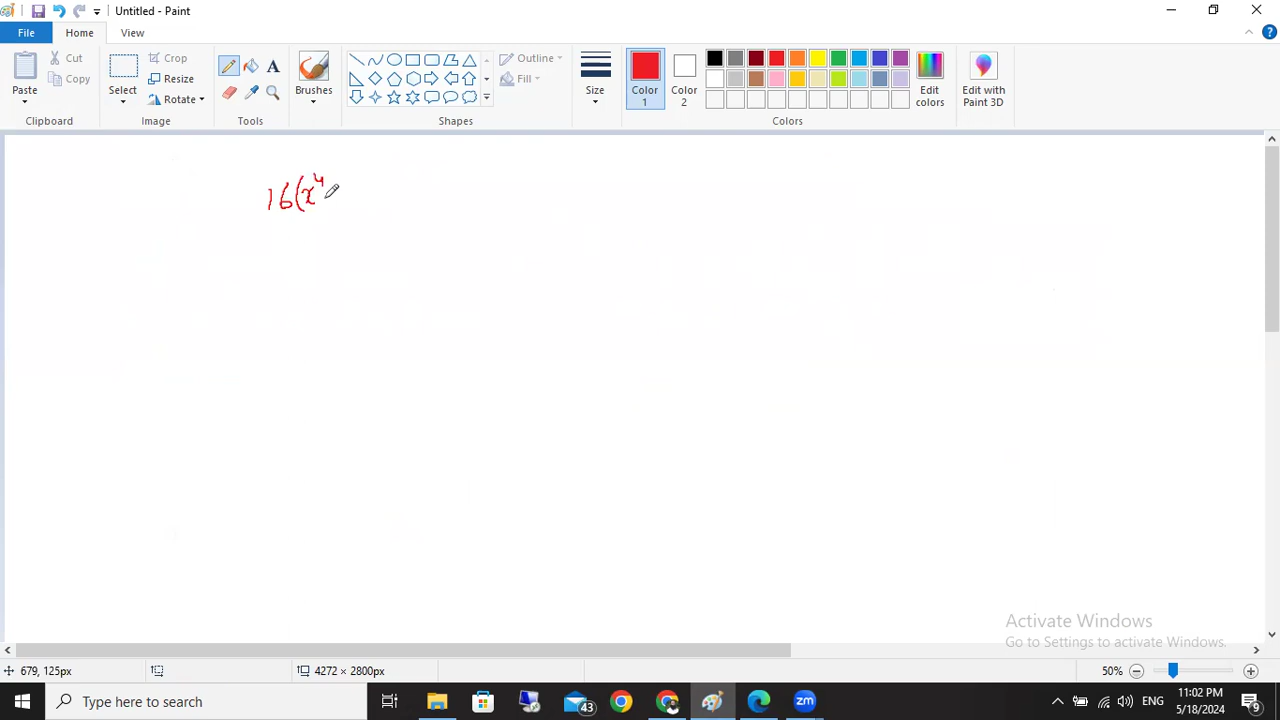 Untitled - Paint
File
Home
View
Paste
Cut
Copy
Clipboard
Select
Crop
Resize
Rotate
Image
A
Tools
Brushes
Outline
Fill
Shapes
Size
Color 1
Color 2
Colors
Edit colors
Edit with Paint 3D
16(x⁴
Activate Windows
Go to Settings to activate Windows.
679, 125px
4272 × 2800px
50%
Type here to search
43
zm
ENG
11:02 PM
5/18/2024
9